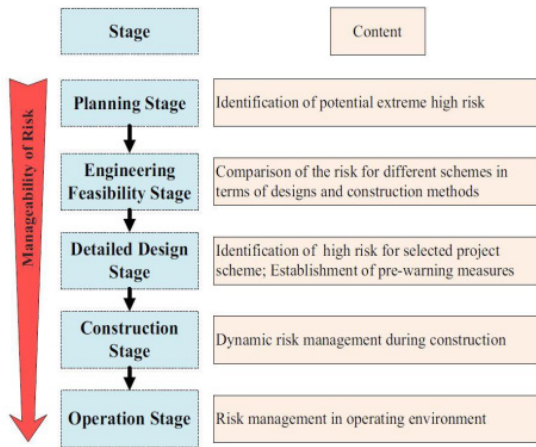 Stage
Content
Manageability of Risk
Planning Stage
Identification of potential extreme high risk
Engineering
Feasibility Stage
Comparison of the risk for different schemes in
terms of designs and construction methods
Detailed Design
Stage
Identification of high risk for selected project
scheme; Establishment of pre-warning measures
Construction
Stage
Dynamic risk management during construction
Operation Stage
Risk management in operating environment